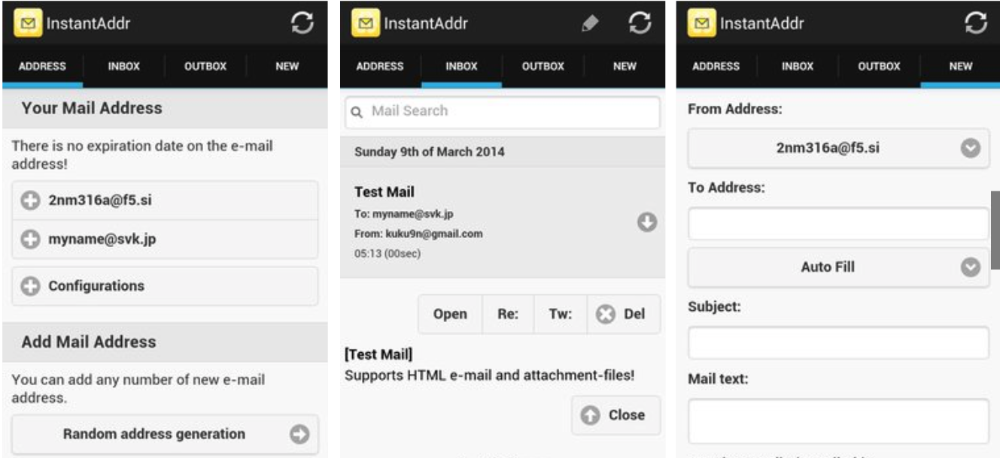 InstantAddr
ADDRESS INBOX OUTBOX NEW
Your Mail Address
There is no expiration date on the e-mail
address!
2nm316a@f5.si
myname@svk.jp
Configurations
Add Mail Address
You can add any number of new e-mail
address.
Random address generation
InstantAddr
ADDRESS INBOX OUTBOX NEW
Mail Search
Sunday 9th of March 2014
Test Mail
To: myname@svk.jp
From: kuku9n@gmail.com
05:13 (00sec)
Open Re: Tw: Del
[Test Mail]
Supports HTML e-mail and attachment-files!
Close
InstantAddr
ADDRESS INBOX OUTBOX NEW
From Address:
2nm316a@f5.si
To Address:
Auto Fill
Subject:
Mail text: